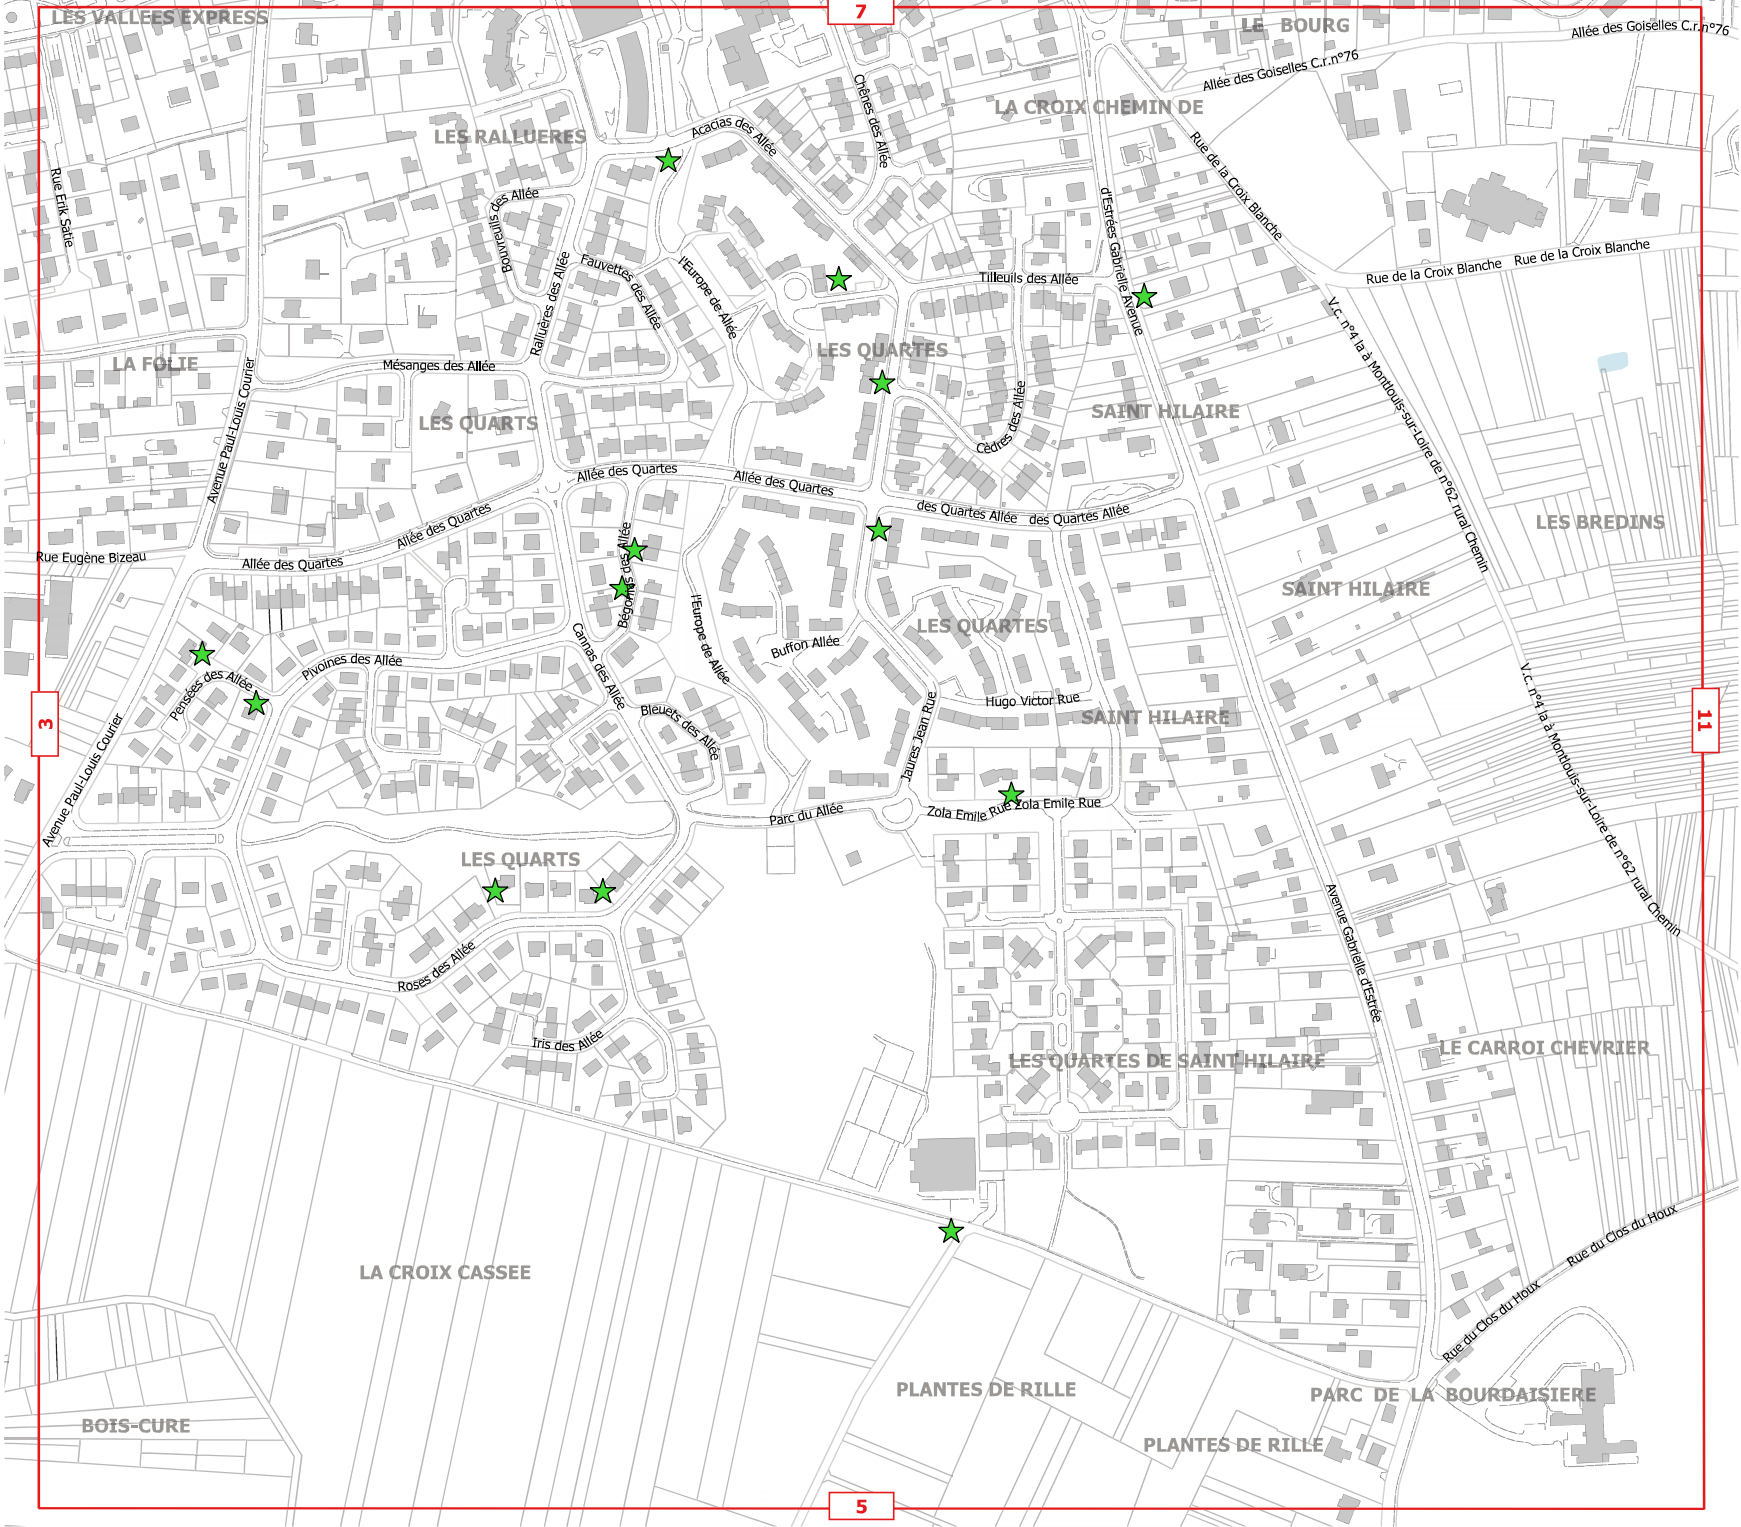 LES VALLEES EXPRESS
7
LE BOURG
Allée des Goiselles C.r.n°76
Allée des Goiselles C.r.n°76
LA CROIX CHEMIN DE
Chênes des Allée
LES RALLUERES
Acacias des Allée
Rue de la Croix Blanche
Rue Erik Satie
des Allée
Bouvreuils
d'Estrées Gabrielle Avenue
Rue de la Croix Blanche
Rue de la Croix Blanche
Fauvettes des Allée
l'Europe de Allée
Tilleuls des Allée
Ralluères des Allée
V.c. n°4 la à Montlouis-sur-Loire de n°62 rural Chemin
LES QUARTES
LA FOLIE
Mésanges des Allée
Avenue Paul-Louis Courier
LES QUARTS
SAINT HILAIRE
Cèdres des Allée
Allée des Quartes
Allée des Quartes
des Quartes Allée
des Quartes Allée
Allée des Quartes
LES BREDINS
Rue Eugène Bizeau
Allée des Quartes
Bégonias des Allée
SAINT HILAIRE
l'Europe de Allée
LES QUARTES
Buffon Allée
Cannas des Allée
Pivoines des Allée
Pensées des Allée
V.c. n°4 la à Montlouis-sur-Loire de n°62 rural Chemin
Hugo Victor Rue
Bleuets des Allée
SAINT HILAIRE
3
11
Jaures Jean Rue
Avenue Paul-Louis Courier
Parc du Allée
Zola Emile Rue
Zola Emile Rue
LES QUARTS
Avenue Gabrielle d'Estrée
Roses des Allée
Iris des Allée
LES QUARTES DE SAINT HILAIRE
LE CARROI CHEVRIER
Rue du Clos du Houx
LA CROIX CASSEE
Rue du Clos du Houx
PLANTES DE RILLE
PARC DE LA BOURDAISIERE
BOIS-CURE
PLANTES DE RILLE
5